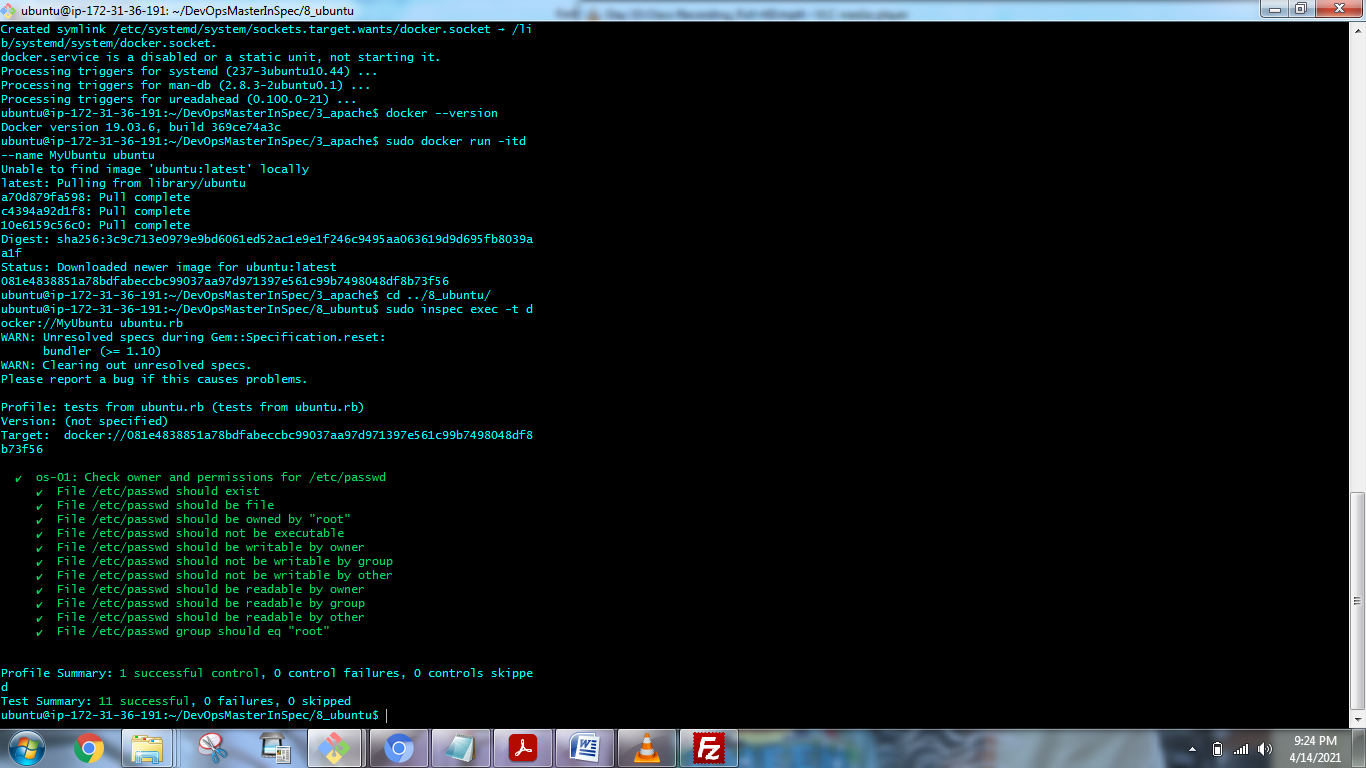 ubuntu@ip-172-31-36-191: ~/DevOpsMasterInSpec/8_ubuntu
Created symlink /etc/systemd/system/sockets.target.wants/docker.socket → /li
b/systemd/system/docker.socket.
docker.service is a disabled or a static unit, not starting it.
Processing triggers for systemd (237-3ubuntu10.44) ...
Processing triggers for man-db (2.8.3-2ubuntu0.1) ...
Processing triggers for ureadahead (0.100.0-21) ...
ubuntu@ip-172-31-36-191:~/DevOpsMasterInSpec/3_apache$ docker --version
Docker version 19.03.6, build 369ce74a3c
ubuntu@ip-172-31-36-191:~/DevOpsMasterInSpec/3_apache$ sudo docker run -itd
--name MyUbuntu ubuntu
Unable to find image 'ubuntu:latest' locally
latest: Pulling from library/ubuntu
a70d879fa598: Pull complete
c4394a92d1f8: Pull complete
10e6159c56c0: Pull complete
Digest: sha256:3c9c713e0979e9bd6061ed52ac1e9e1f246c9495aa063619d9d695fb8039a
a1f
Status: Downloaded newer image for ubuntu:latest
081e4838851a78bdfabeccbc99037aa97d971397e561c99b7498048df8b73f56
ubuntu@ip-172-31-36-191:~/DevOpsMasterInSpec/3_apache$ cd ../8_ubuntu/
ubuntu@ip-172-31-36-191:~/DevOpsMasterInSpec/8_ubuntu$ sudo inspec exec -t d
ocker://MyUbuntu ubuntu.rb
WARN: Unresolved specs during Gem::Specification.reset:
      bundler (>= 1.10)
WARN: Clearing out unresolved specs.
Please report a bug if this causes problems.
Profile: tests from ubuntu.rb (tests from ubuntu.rb)
Version: (not specified)
Target:  docker://081e4838851a78bdfabeccbc99037aa97d971397e561c99b7498048df8
b73f56
✔  os-01: Check owner and permissions for /etc/passwd
✔  File /etc/passwd should exist
✔  File /etc/passwd should be file
✔  File /etc/passwd should be owned by "root"
✔  File /etc/passwd should not be executable
✔  File /etc/passwd should be writable by owner
✔  File /etc/passwd should not be writable by group
✔  File /etc/passwd should not be writable by other
✔  File /etc/passwd should be readable by owner
✔  File /etc/passwd should be readable by group
✔  File /etc/passwd should be readable by other
✔  File /etc/passwd group should eq "root"
Profile Summary: 1 successful control, 0 control failures, 0 controls skippe
d
Test Summary: 11 successful, 0 failures, 0 skipped
ubuntu@ip-172-31-36-191:~/DevOpsMasterInSpec/8_ubuntu$
9:24 PM
4/14/2021